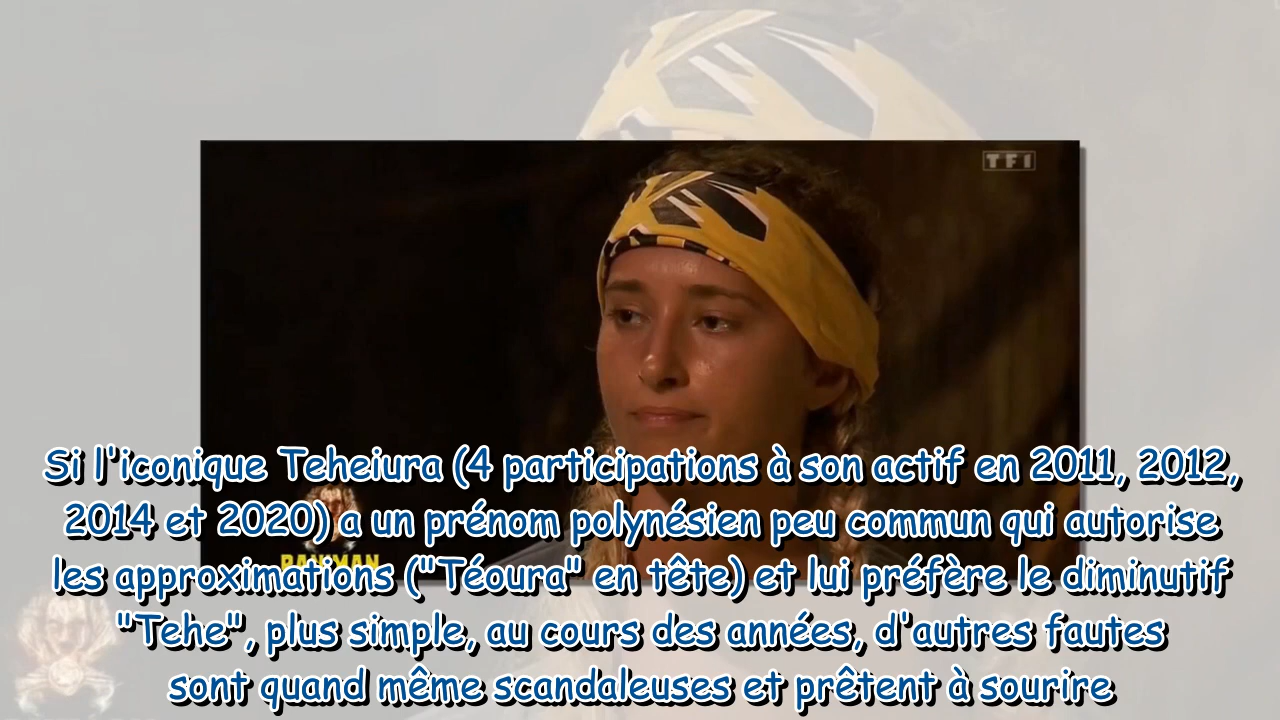 TF1
Si l'iconique Teheiura (4 participations à son actif en 2011, 2012,
2014 et 2020) a un prénom polynésien peu commun qui autorise
les approximations ("Téoura" en tête) et lui préfère le diminutif
"Tehe", plus simple, au cours des années, d'autres fautes
sont quand même scandaleuses et prêtent à sourire